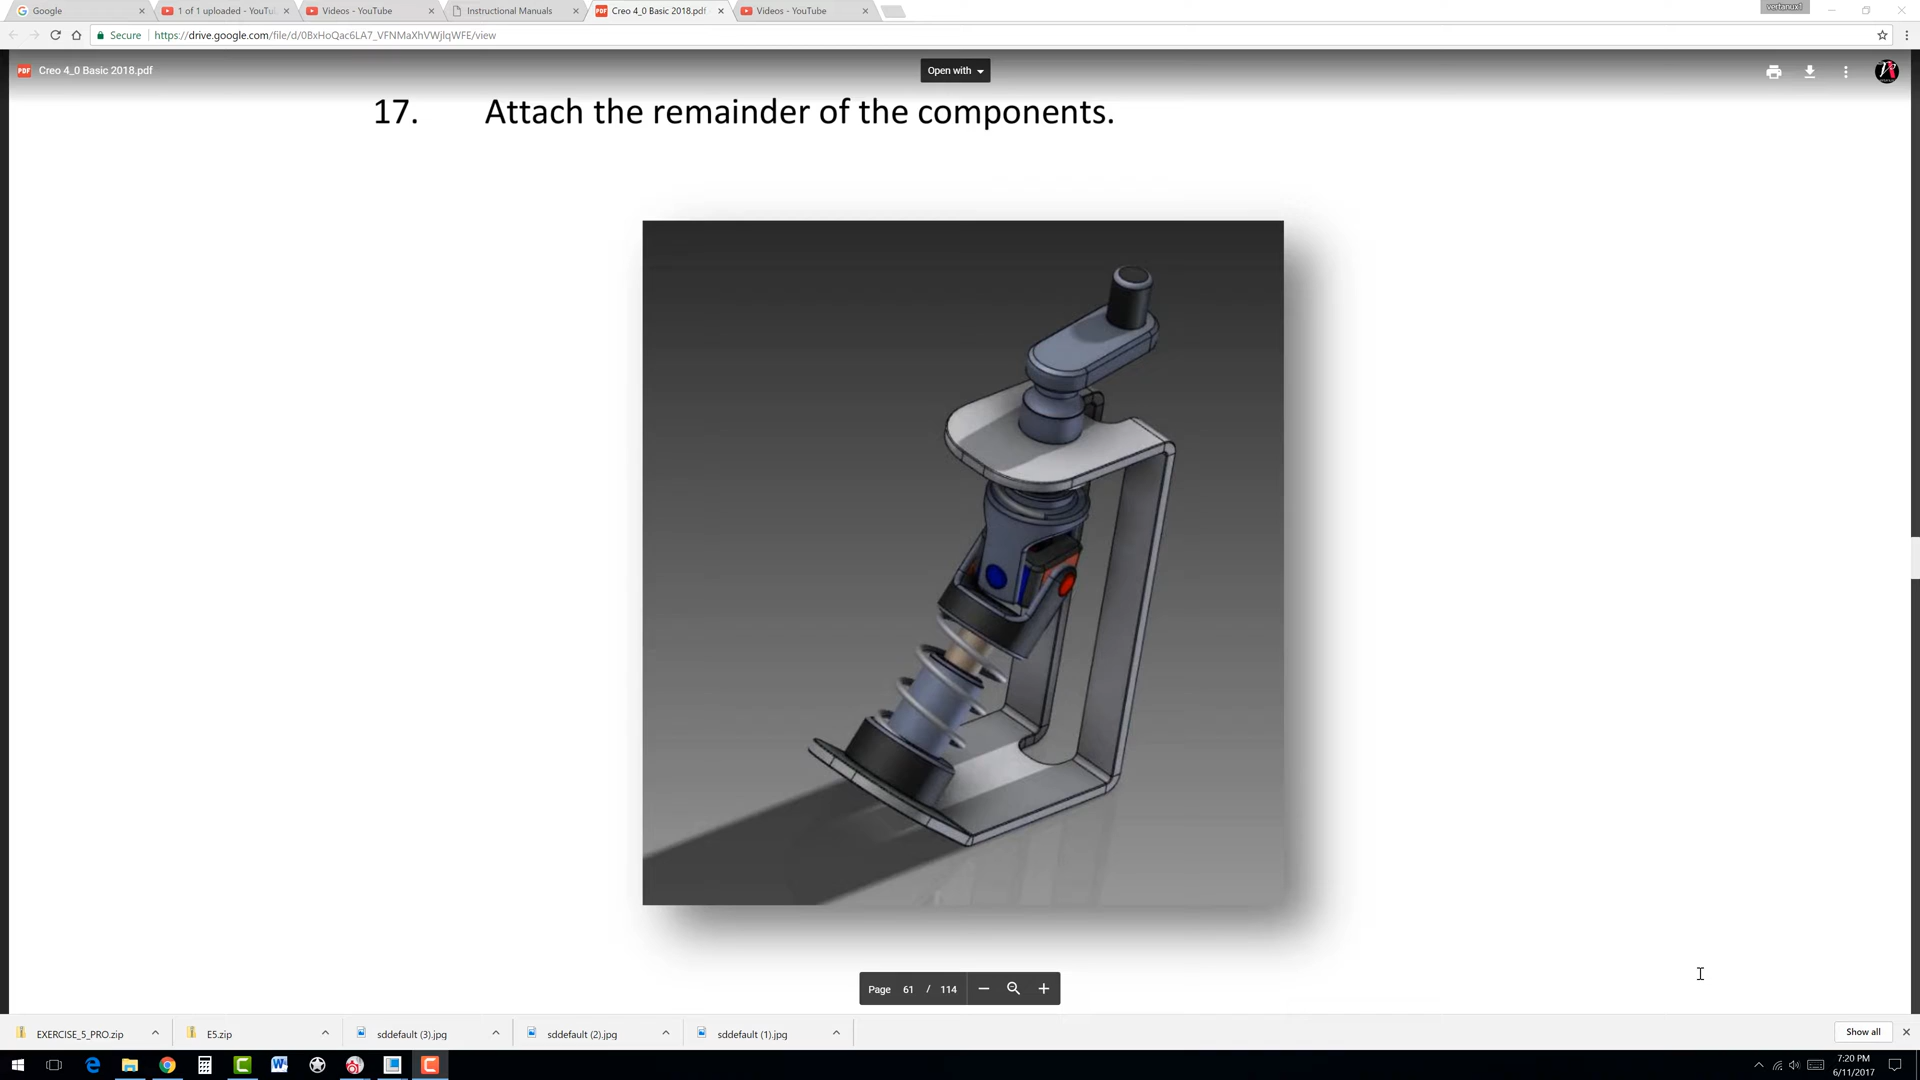 Google
1 of 1 uploaded - YouTu
Videos - YouTube
Instructional Manuals
Creo 4_0 Basic 2018.pdf
Videos - YouTube
vertanux1
Secure
https://drive.google.com/file/d/0BxHoQac6LA7_VFNMaXhVWjlqWFE/view
PDF
Creo 4_0 Basic 2018.pdf
Open with
17. Attach the remainder of the components.
Page 61 / 114
EXERCISE_5_PRO.zip
E5.zip
sddefault (3).jpg
sddefault (2).jpg
sddefault (1).jpg
Show all
7:20 PM
6/11/2017